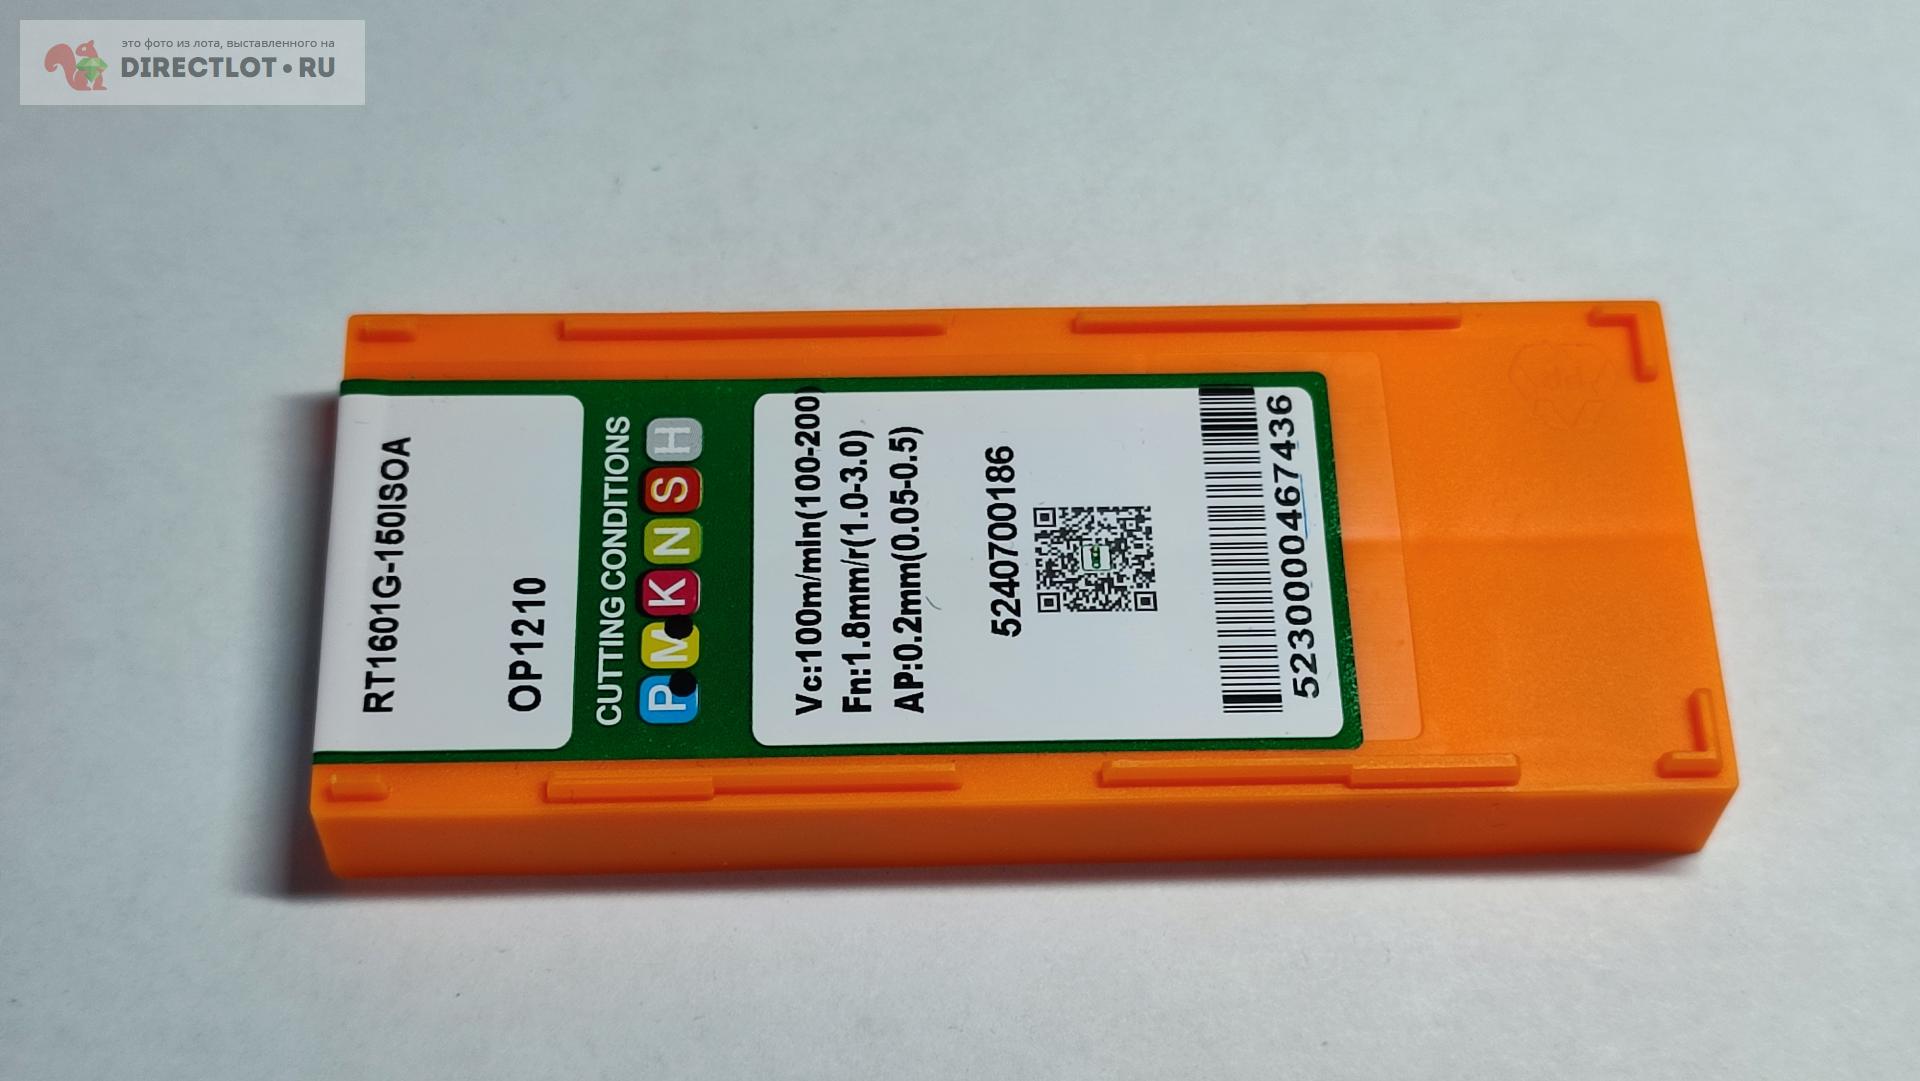 это фото из лота, выставленного на
DIRECTLOT•RU
RT1601G-150ISOA
OP1210
CUTTING CONDITIONS
P M K N S H
Vc:100m/min(100-200)
Fn:1.8mm/r(1.0-3.0)
AP:0.2mm(0.05-0.5)
5240700186
5230000467436